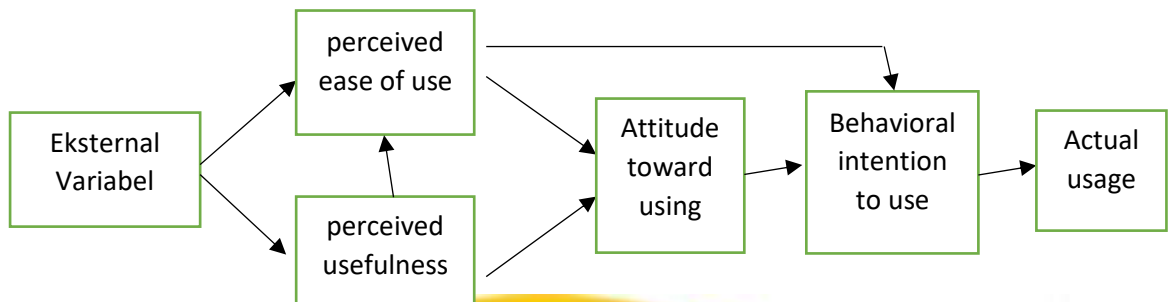 Eksternal
Variabel
perceived
ease of use
perceived
usefulness
Attitude
toward
using
Behavioral
intention
to use
Actual
usage